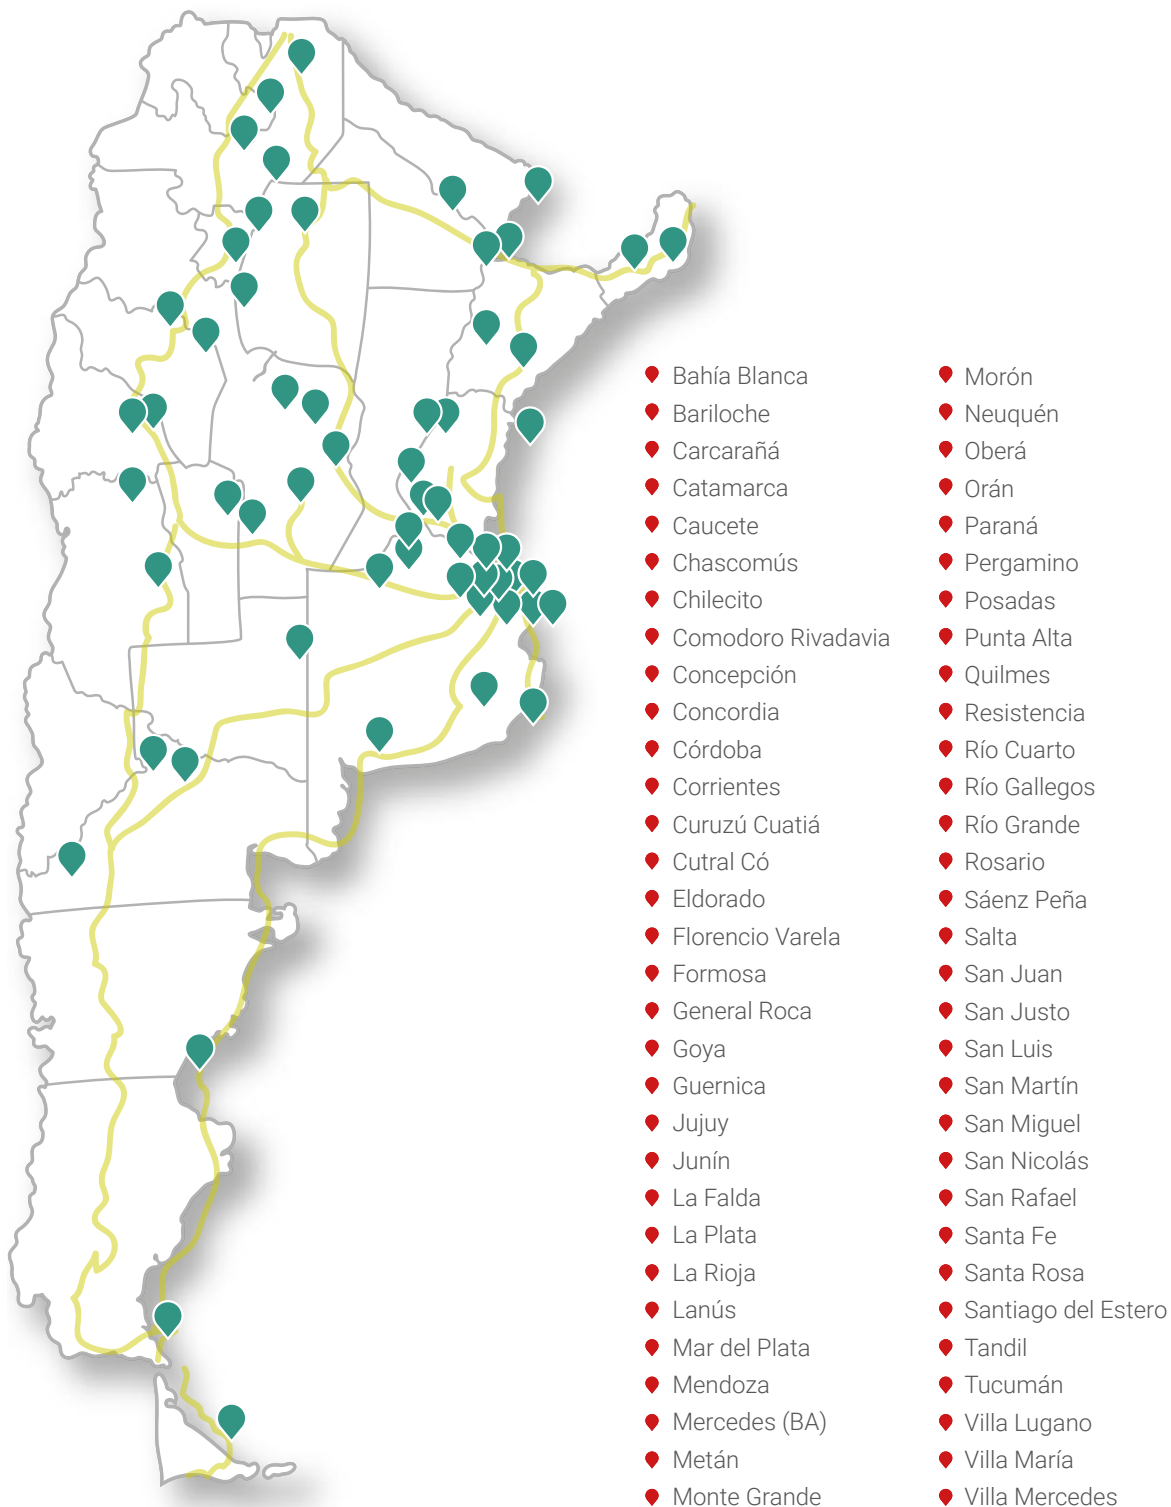 Bahía Blanca
Bariloche
Carcarañá
Catamarca
Caucete
Chascomús
Chilecito
Comodoro Rivadavia
Concepción
Concordia
Córdoba
Corrientes
Curuzú Cuatiá
Cutral Có
Eldorado
Florencio Varela
Formosa
General Roca
Goya
Guernica
Jujuy
Junín
La Falda
La Plata
La Rioja
Lanús
Mar del Plata
Mendoza
Mercedes (BA)
Metán
Monte Grande
Morón
Neuquén
Oberá
Orán
Paraná
Pergamino
Posadas
Punta Alta
Quilmes
Resistencia
Río Cuarto
Río Gallegos
Río Grande
Rosario
Sáenz Peña
Salta
San Juan
San Justo
San Luis
San Martín
San Miguel
San Nicolás
San Rafael
Santa Fe
Santa Rosa
Santiago del Estero
Tandil
Tucumán
Villa Lugano
Villa María
Villa Mercedes